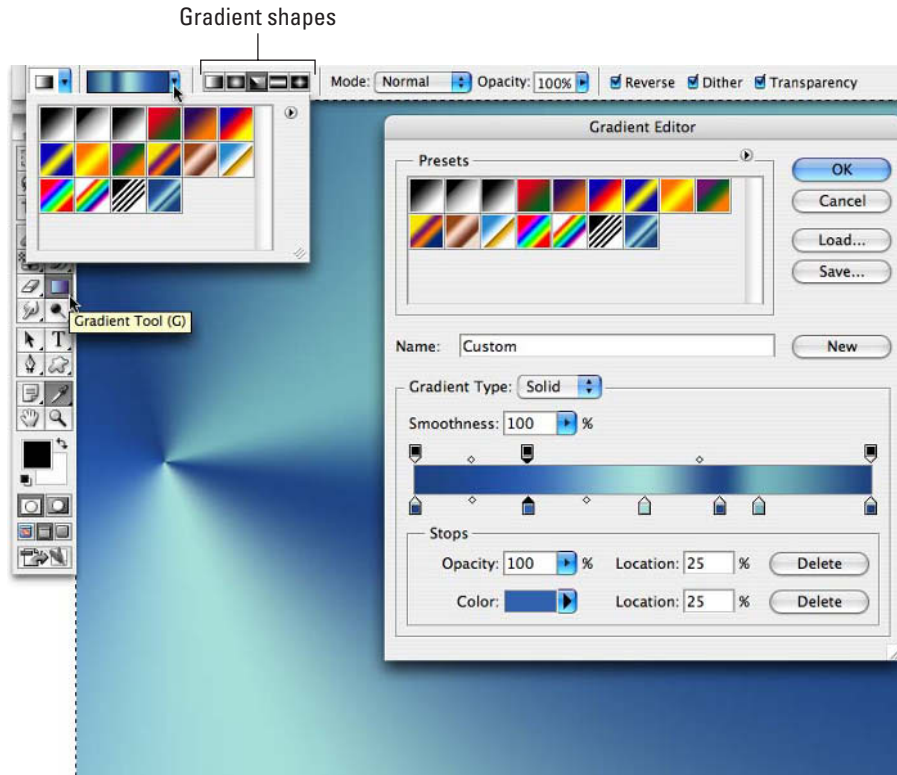 Gradient shapes
Mode: Normal Opacity: 100% Reverse Dither Transparency
Gradient Editor
Presets
OK
Cancel
Load...
Save...
Gradient Tool (G)
T
Name: Custom New
Gradient Type: Solid
Smoothness: 100 %
Stops
Opacity: 100 % Location: 25 % Delete
Color: Location: 25 % Delete